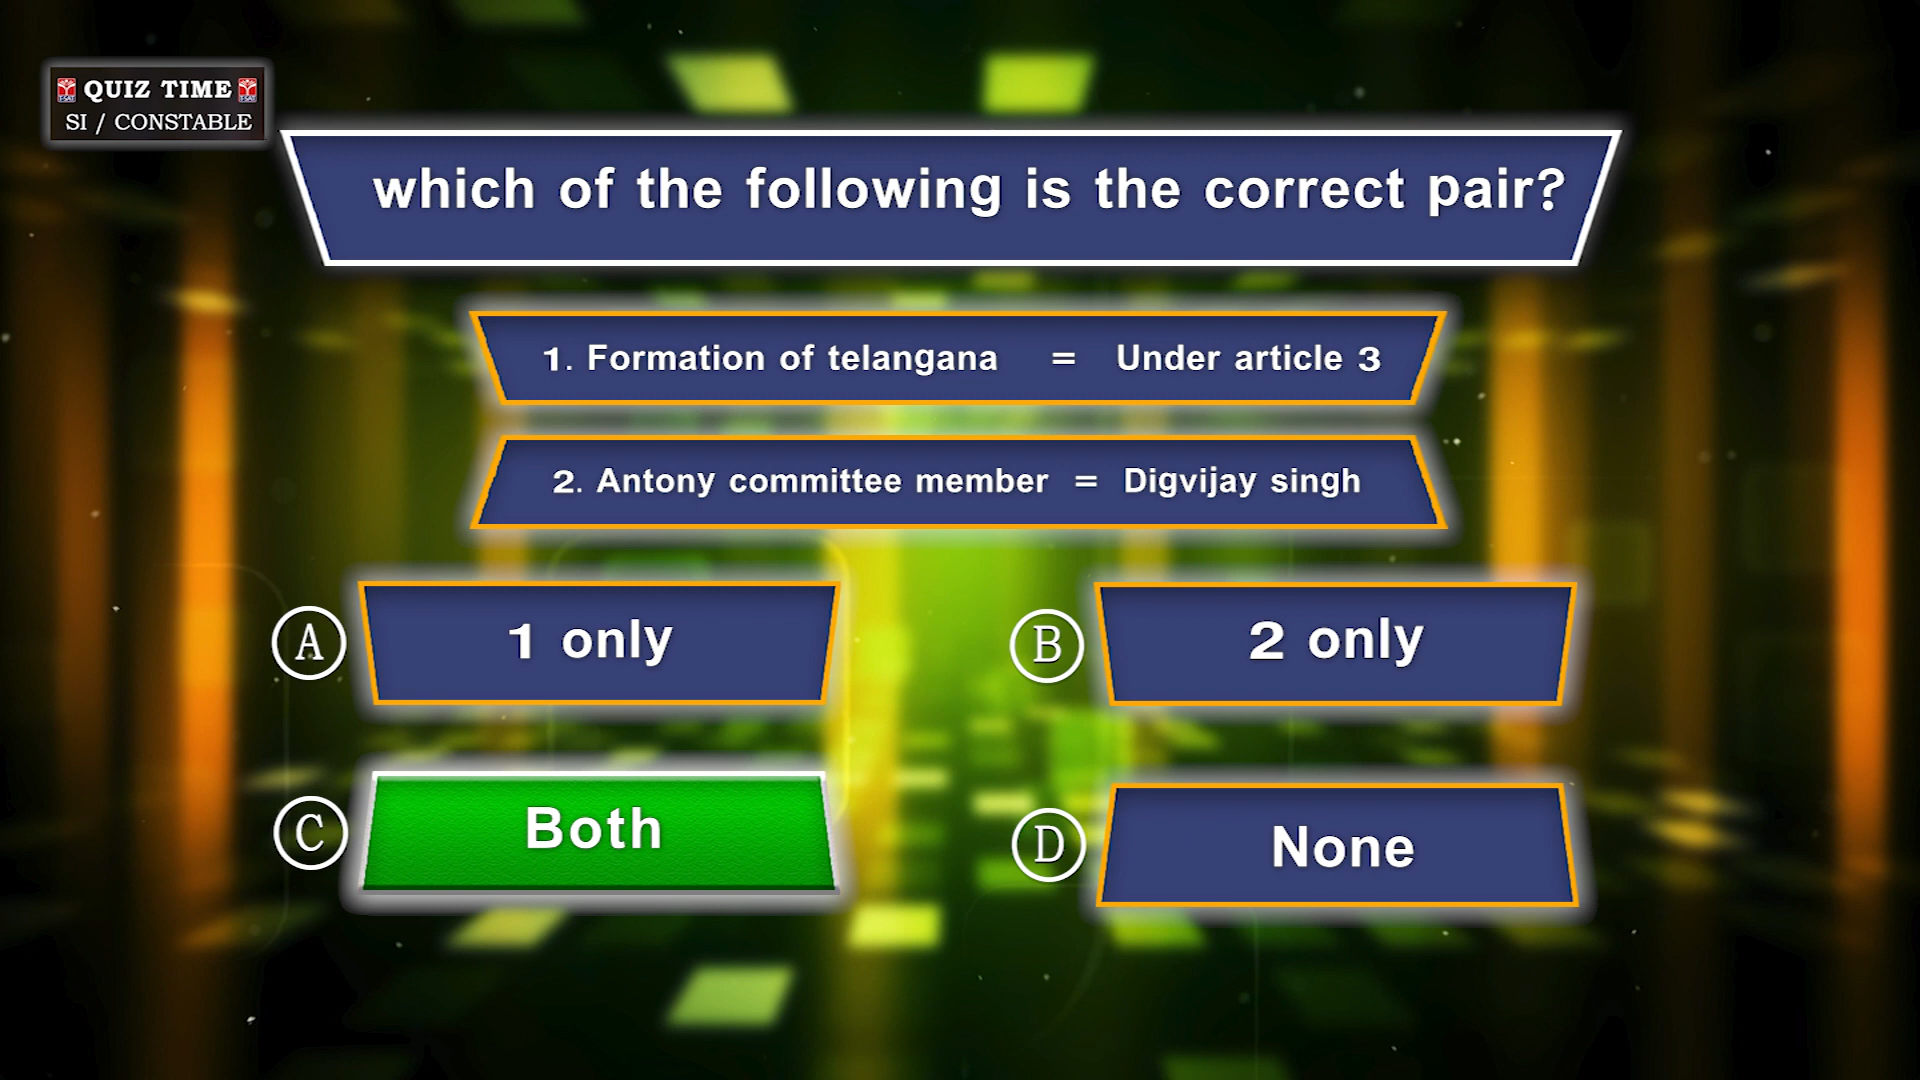 QUIZ TIME
SI / CONSTABLE
which of the following is the correct pair?
1. Formation of telangana = Under article 3
2. Antony committee member = Digvijay singh
A 1 only
B 2 only
C Both
D None